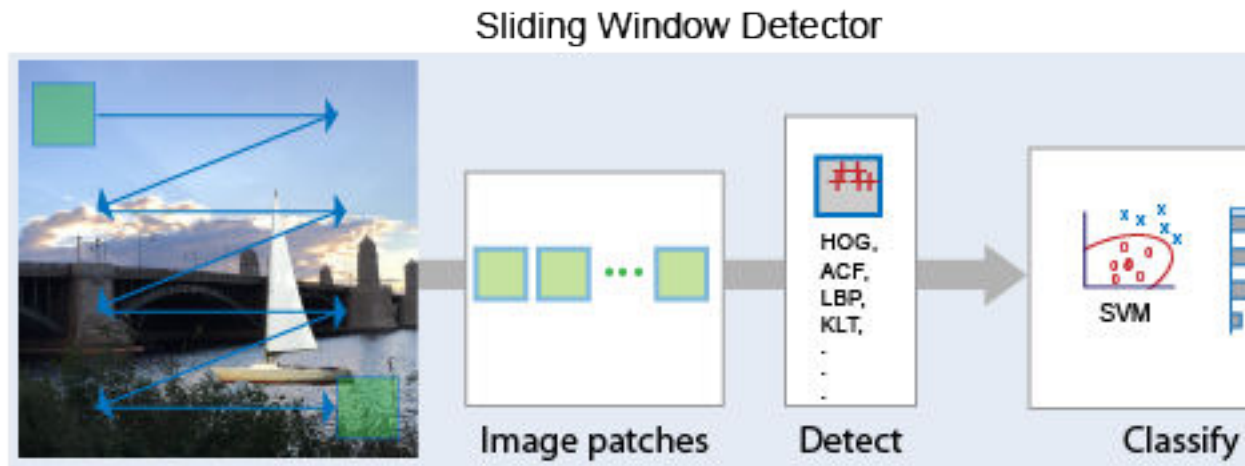 Sliding Window Detector
HOG,
ACF,
LBP,
KLT,
.
.
.
SVM
Image patches
Detect
Classify